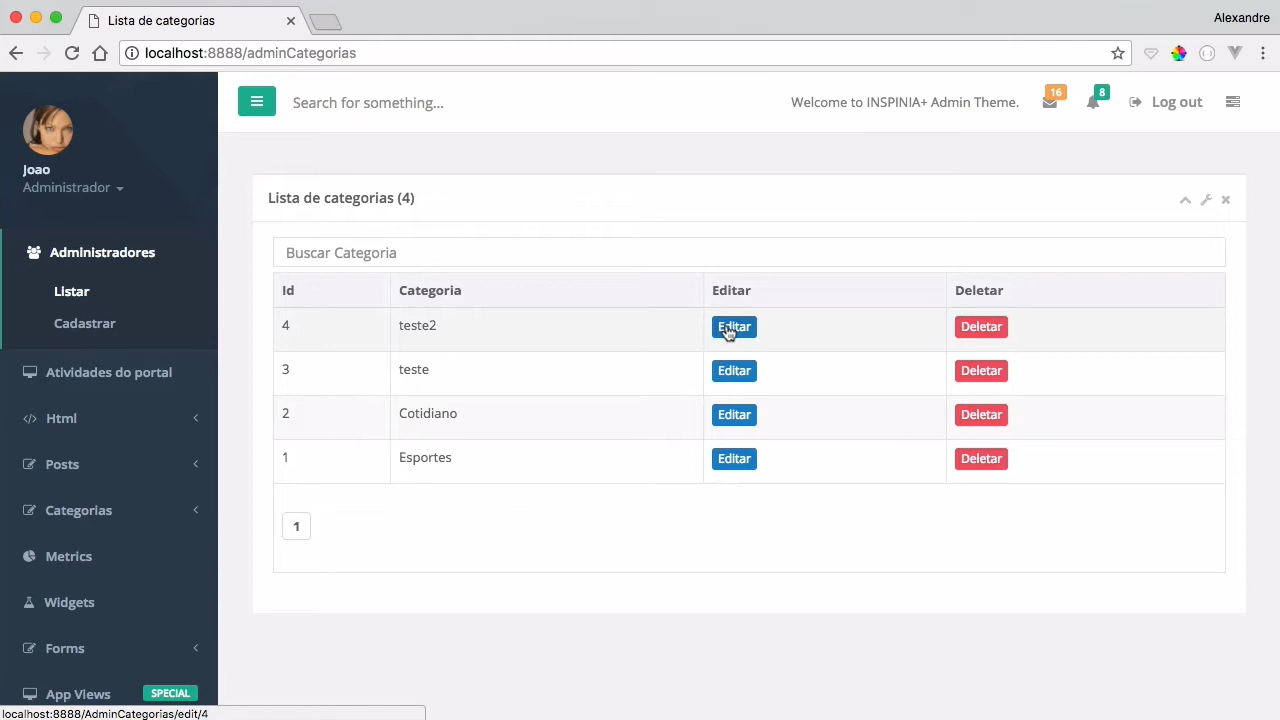 Lista de categorias
Alexandre
localhost:8888/adminCategorias
Search for something...
Welcome to INSPINIA+ Admin Theme.
16
8
Log out
Joao
Administrador
Administradores
Listar
Cadastrar
Atividades do portal
Html
Posts
Categorias
Metrics
Widgets
Forms
App Views
SPECIAL
Lista de categorias (4)
Buscar Categoria
Id Categoria Editar Deletar
4 teste2 Editar Deletar
3 teste Editar Deletar
2 Cotidiano Editar Deletar
1 Esportes Editar Deletar
1
localhost:8888/AdminCategorias/edit/4